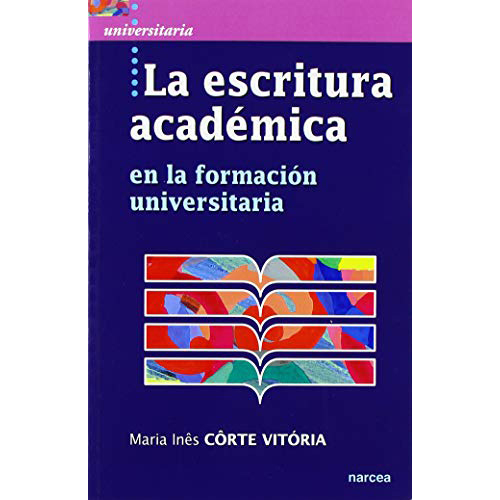 universitaria
La escritura
académica
en la formación
universitaria
Maria Inês CÔRTE VITÓRIA
narcea